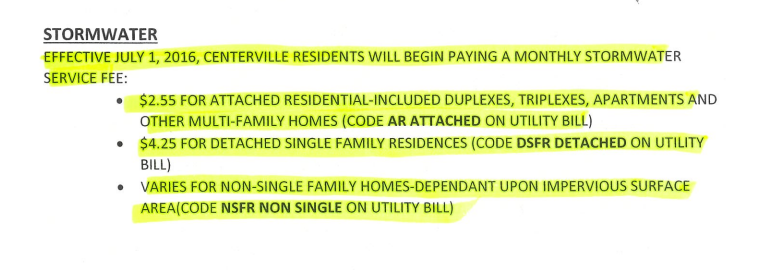 STORMWATER
EFFECTIVE JULY 1, 2016, CENTERVILLE RESIDENTS WILL BEGIN PAYING A MONTHLY STORMWATER
SERVICE FEE:
• $2.55 FOR ATTACHED RESIDENTIAL-INCLUDED DUPLEXES, TRIPLEXES, APARTMENTS AND
OTHER MULTI-FAMILY HOMES (CODE AR ATTACHED ON UTILITY BILL)
• $4.25 FOR DETACHED SINGLE FAMILY RESIDENCES (CODE DSFR DETACHED ON UTILITY
BILL)
• VARIES FOR NON-SINGLE FAMILY HOMES-DEPENDANT UPON IMPERVIOUS SURFACE
AREA(CODE NSFR NON SINGLE ON UTILITY BILL)